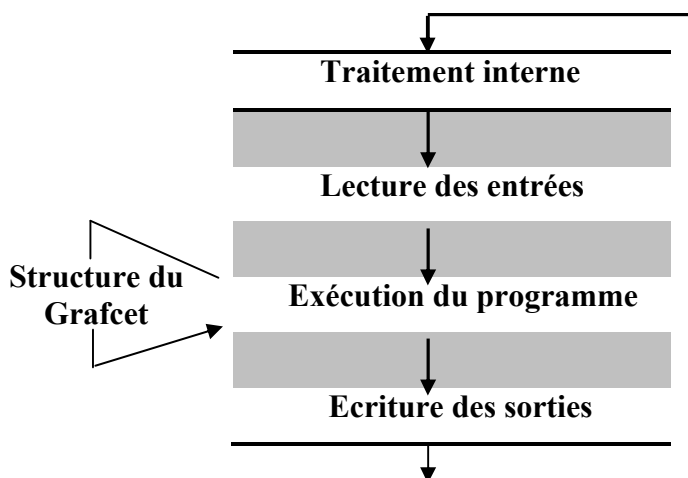 Traitement interne
Lecture des entrées
Structure du
Grafcet
Exécution du programme
Ecriture des sorties